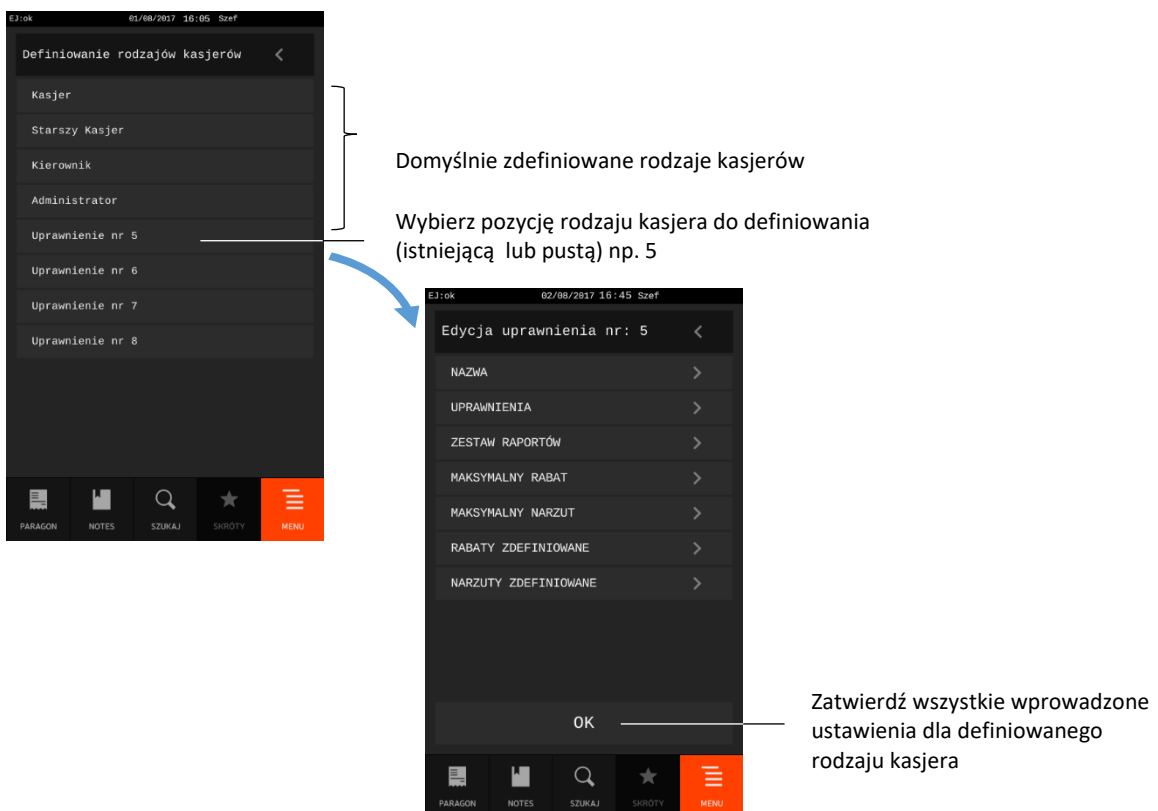 EJ:ok 01/08/2017 16:05 Szef
Definiowanie rodzajów kasjerów
Kasjer
Starszy Kasjer
Kierownik
Administrator
Uprawnienie nr 5
Uprawnienie nr 6
Uprawnienie nr 7
Uprawnienie nr 8
PARAGON NOTES SZUKAJ SKRÓTY MENU
Domyślnie zdefiniowane rodzaje kasjerów
Wybierz pozycję rodzaju kasjera do definiowania
(istniejącą lub pustą) np. 5
EJ:ok 02/08/2017 16:45 Szef
Edycja uprawnienia nr: 5
NAZWA
UPRAWNIENIA
ZESTAW RAPORTÓW
MAKSYMALNY RABAT
MAKSYMALNY NARZUT
RABATY ZDEFINIOWANE
NARZUTY ZDEFINIOWANE
OK
PARAGON NOTES SZUKAJ SKRÓTY MENU
Zatwierdź wszystkie wprowadzone
ustawienia dla definiowanego
rodzaju kasjera